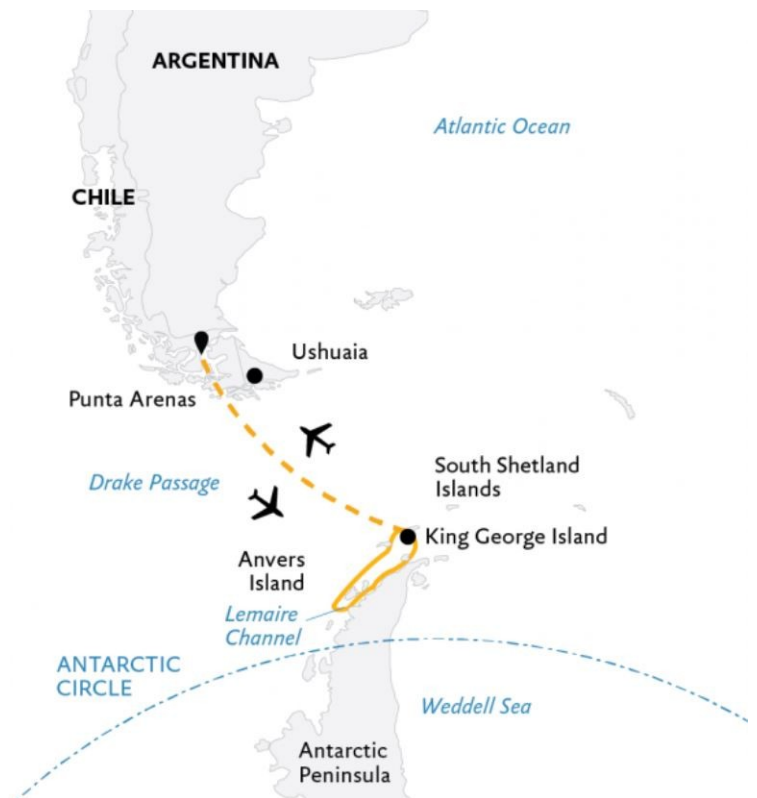 ARGENTINA
Atlantic Ocean
CHILE
Ushuaia
Punta Arenas
Drake Passage
South Shetland
Islands
King George Island
Anvers
Island
Lemaire
Channel
ANTARCTIC
CIRCLE
Weddell Sea
Antarctic
Peninsula